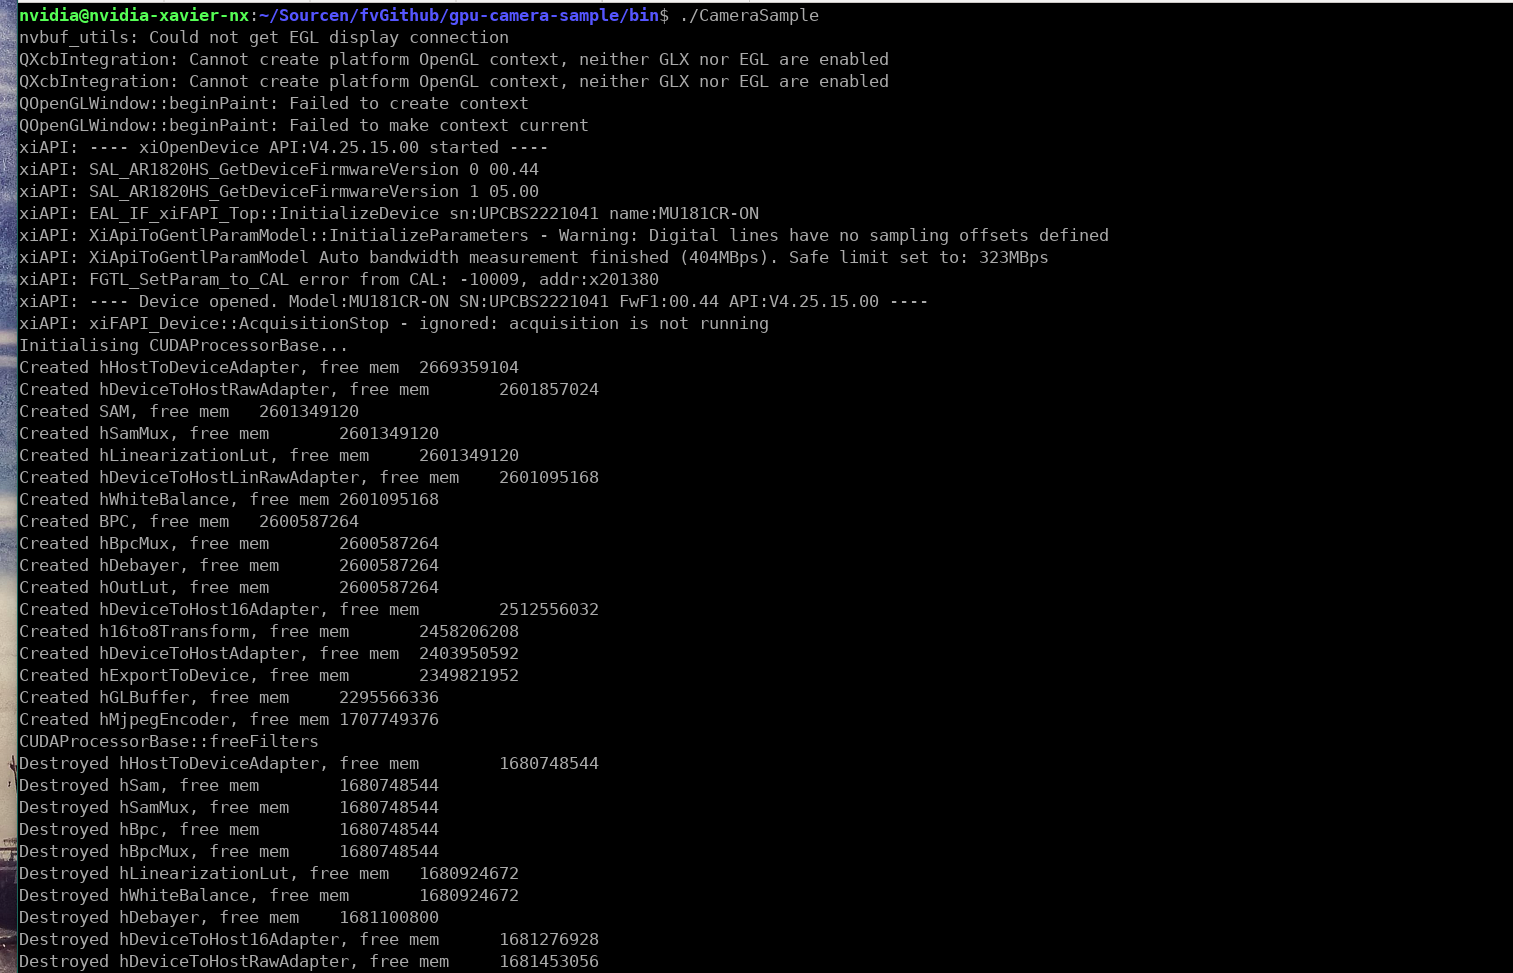 nvidia@nvidia-xavier-nx:~/Sourcen/fvGithub/gpu-camera-sample/bin$ ./CameraSample
nvbuf_utils: Could not get EGL display connection
QXcbIntegration: Cannot create platform OpenGL context, neither GLX nor EGL are enabled
QXcbIntegration: Cannot create platform OpenGL context, neither GLX nor EGL are enabled
QOpenGLWindow::beginPaint: Failed to create context
QOpenGLWindow::beginPaint: Failed to make context current
xiAPI: ---- xiOpenDevice API:V4.25.15.00 started ----
xiAPI: SAL_AR1820HS_GetDeviceFirmwareVersion 0 00.44
xiAPI: SAL_AR1820HS_GetDeviceFirmwareVersion 1 05.00
xiAPI: EAL_IF_xiFAPI_Top::InitializeDevice sn:UPCBS2221041 name:MU181CR-ON
xiAPI: XiApiToGentlParamModel::InitializeParameters - Warning: Digital lines have no sampling offsets defined
xiAPI: XiApiToGentlParamModel Auto bandwidth measurement finished (404MBps). Safe limit set to: 323MBps
xiAPI: FGTL_SetParam_to_CAL error from CAL: -10009, addr:x201380
xiAPI: ---- Device opened. Model:MU181CR-ON SN:UPCBS2221041 FwF1:00.44 API:V4.25.15.00 ----
xiAPI: xiFAPI_Device::AcquisitionStop - ignored: acquisition is not running
Initialising CUDAProcessorBase...
Created hHostToDeviceAdapter, free mem  2669359104
Created hDeviceToHostRawAdapter, free mem       2601857024
Created SAM, free mem   2601349120
Created hSamMux, free mem       2601349120
Created hLinearizationLut, free mem     2601349120
Created hDeviceToHostLinRawAdapter, free mem    2601095168
Created hWhiteBalance, free mem 2601095168
Created BPC, free mem   2600587264
Created hBpcMux, free mem       2600587264
Created hDebayer, free mem      2600587264
Created hOutLut, free mem       2600587264
Created hDeviceToHost16Adapter, free mem        2512556032
Created h16to8Transform, free mem       2458206208
Created hDeviceToHostAdapter, free mem  2403950592
Created hExportToDevice, free mem       2349821952
Created hGLBuffer, free mem     2295566336
Created hMjpegEncoder, free mem 1707749376
CUDAProcessorBase::freeFilters
Destroyed hHostToDeviceAdapter, free mem        1680748544
Destroyed hSam, free mem        1680748544
Destroyed hSamMux, free mem     1680748544
Destroyed hBpc, free mem        1680748544
Destroyed hBpcMux, free mem     1680748544
Destroyed hLinearizationLut, free mem   1680924672
Destroyed hWhiteBalance, free mem       1680924672
Destroyed hDebayer, free mem    1681100800
Destroyed hDeviceToHost16Adapter, free mem      1681276928
Destroyed hDeviceToHostRawAdapter, free mem     1681453056